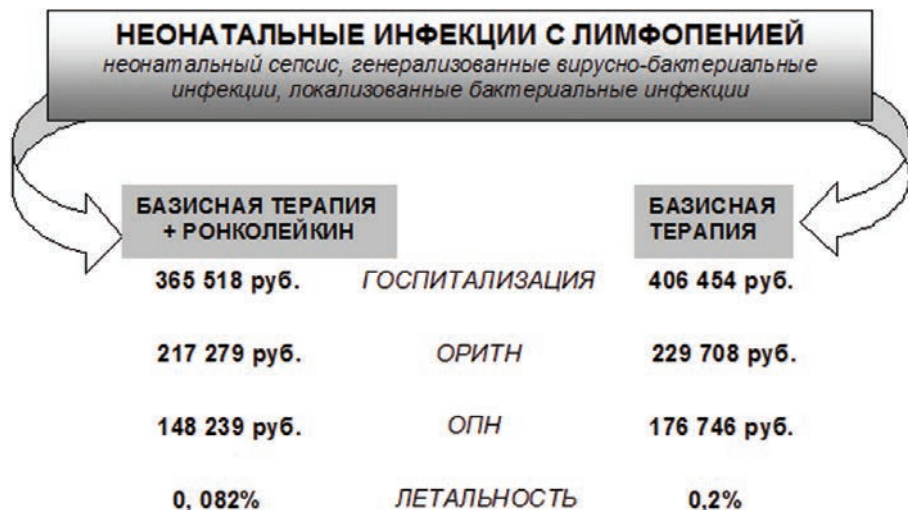 НЕОНАТАЛЬНЫЕ ИНФЕКЦИИ С ЛИМФОПЕНИЕЙ
неонатальный сепсис, генерализованные вирусно-бактериальные
инфекции, локализованные бактериальные инфекции
БАЗИСНАЯ ТЕРАПИЯ
+ РОНКОЛЕЙКИН
БАЗИСНАЯ
ТЕРАПИЯ
365 518 руб. ГОСПИТАЛИЗАЦИЯ 406 454 руб.
217 279 руб. ОРИТН 229 708 руб.
148 239 руб. ОПН 176 746 руб.
0, 082% ЛЕТАЛЬНОСТЬ 0,2%